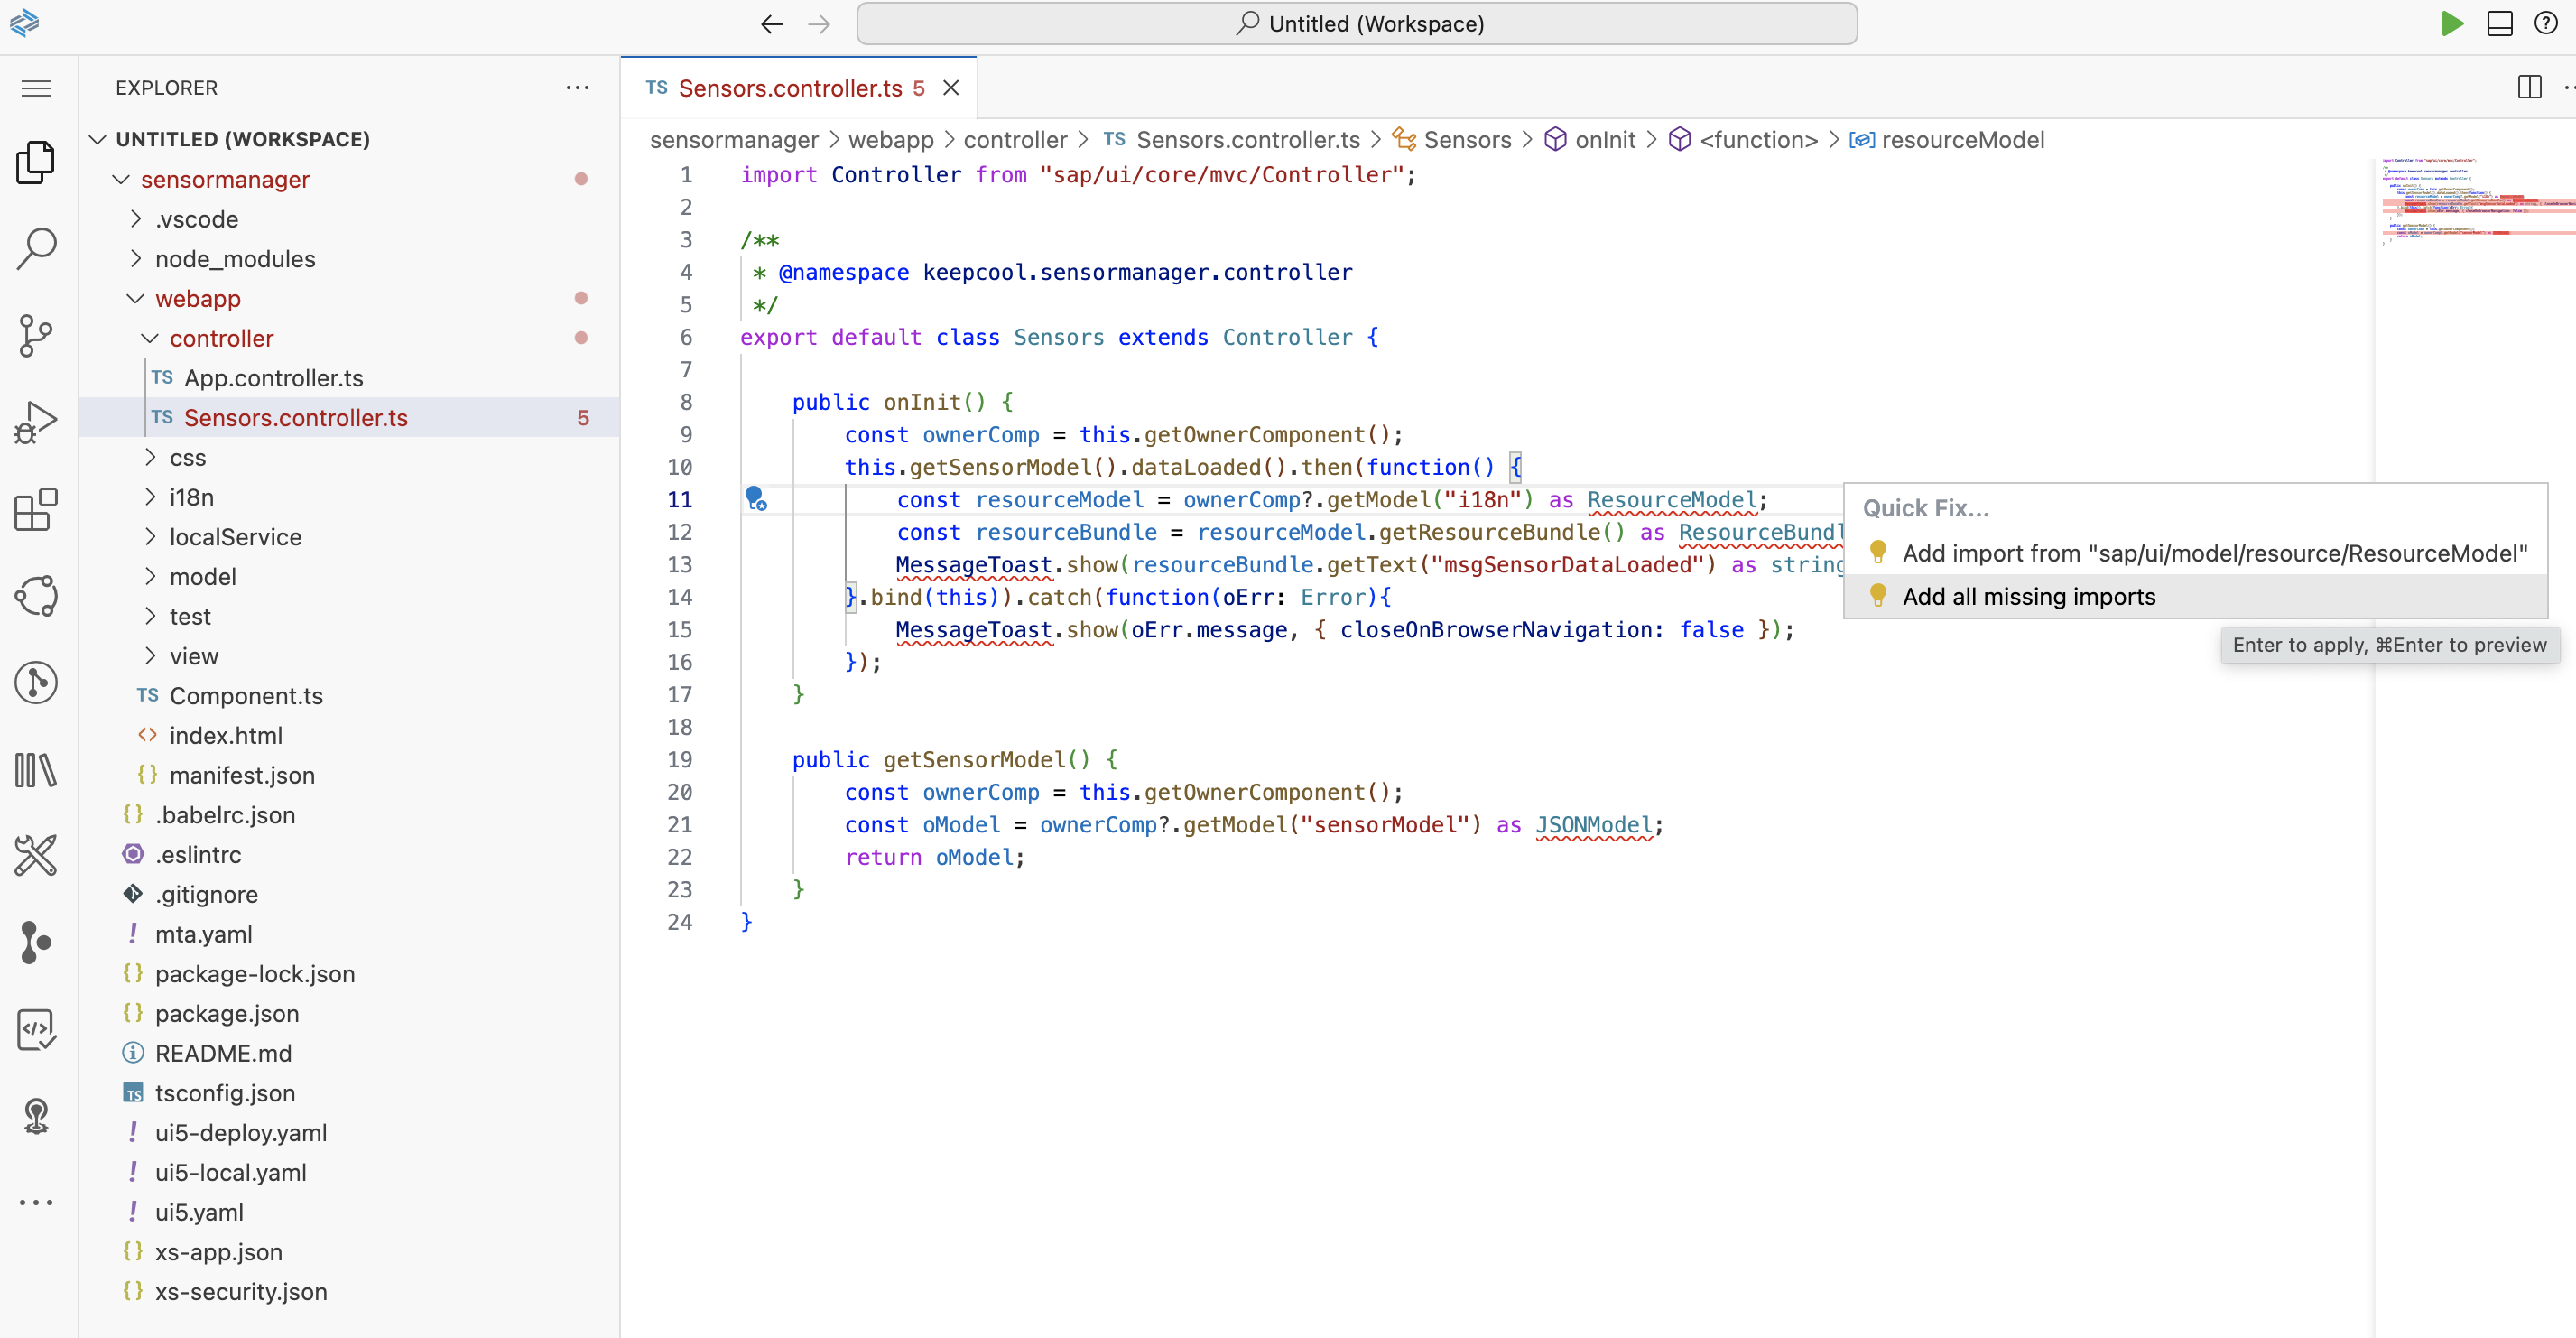 Untitled (Workspace)
EXPLORER
UNTITLED (WORKSPACE)
sensormanager
.vscode
node_modules
webapp
controller
TS App.controller.ts
TS Sensors.controller.ts 5
css
i18n
localService
model
test
view
TS Component.ts
<> index.html
{} manifest.json
{} .babelrc.json
.eslintrc
.gitignore
! mta.yaml
{} package-lock.json
{} package.json
README.md
TS tsconfig.json
! ui5-deploy.yaml
! ui5-local.yaml
! ui5.yaml
{} xs-app.json
{} xs-security.json
TS Sensors.controller.ts 5
sensormanager > webapp > controller > TS Sensors.controller.ts > Sensors > onInit > <function> > resourceModel
1 import Controller from "sap/ui/core/mvc/Controller";
2
3 /**
4 * @namespace keepcool.sensormanager.controller
5 */
6 export default class Sensors extends Controller {
7
8 public onInit() {
9 const ownerComp = this.getOwnerComponent();
10 this.getSensorModel().dataLoaded().then(function() {
11 const resourceModel = ownerComp?.getModel("i18n") as ResourceModel;
12 const resourceBundle = resourceModel.getResourceBundle() as ResourceBundl
13 MessageToast.show(resourceBundle.getText("msgSensorDataLoaded") as string
14 }.bind(this)).catch(function(oErr: Error){
15 MessageToast.show(oErr.message, { closeOnBrowserNavigation: false });
16 });
17 }
18
19 public getSensorModel() {
20 const ownerComp = this.getOwnerComponent();
21 const oModel = ownerComp?.getModel("sensorModel") as JSONModel;
22 return oModel;
23 }
24 }
Quick Fix...
Add import from "sap/ui/model/resource/ResourceModel"
Add all missing imports
Enter to apply, ⌘Enter to preview